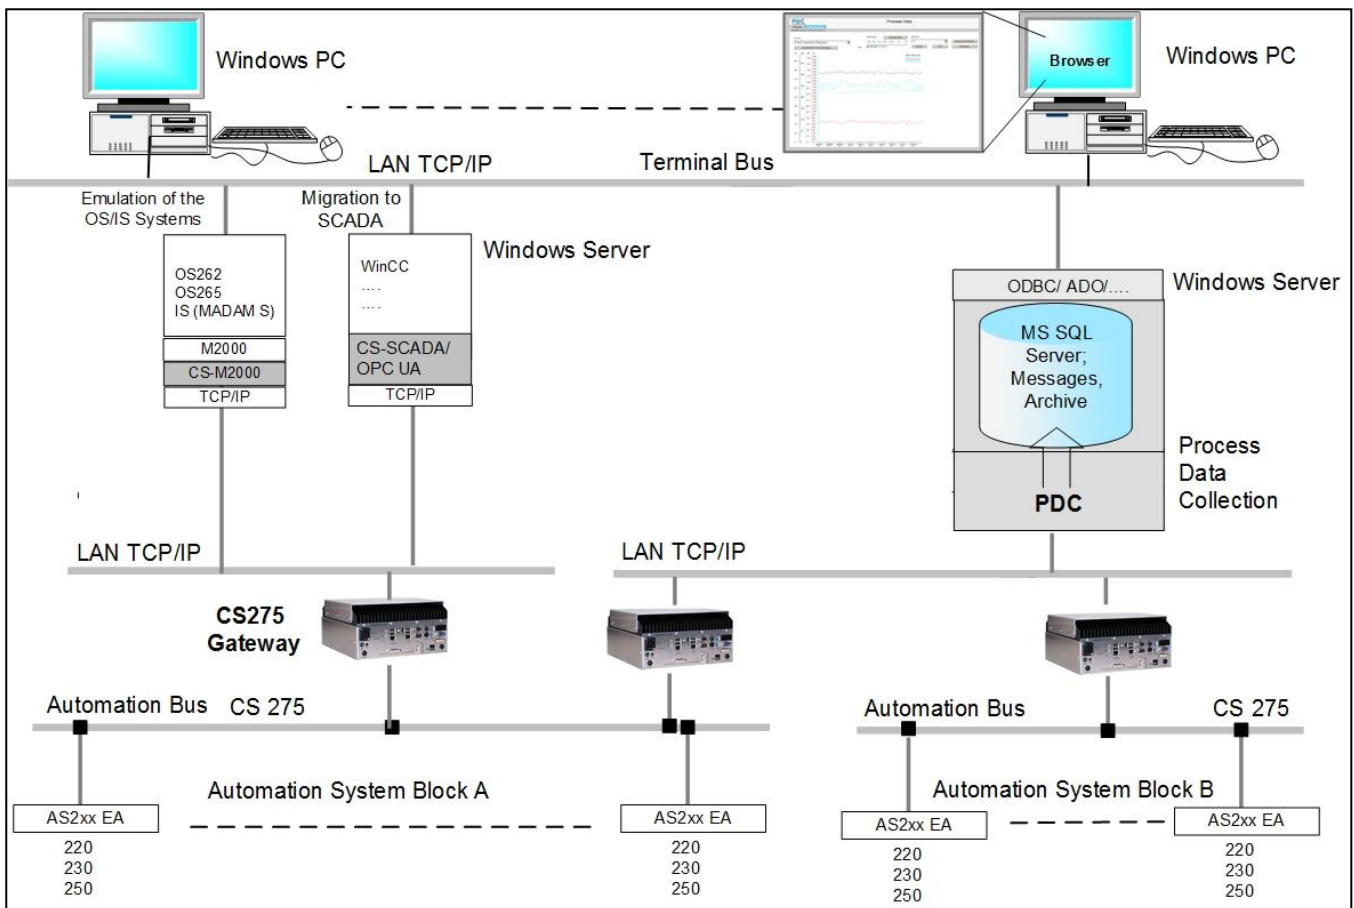 Windows PC
PDC
Process Data
Browser
Windows PC
LAN TCP/IP
Terminal Bus
Emulation of the
OS/IS Systems
Migration to
SCADA
Windows Server
OS262
OS265
IS (MADAM S)
M2000
CS-M2000
TCP/IP
WinCC
....
....
CS-SCADA/
OPC UA
TCP/IP
Windows Server
ODBC/ ADO/....
MS SQL
Server;
Messages,
Archive
PDC
Process
Data
Collection
LAN TCP/IP
LAN TCP/IP
CS275
Gateway
Automation Bus CS 275
Automation Bus CS 275
Automation System Block A
Automation System Block B
AS2xx EA
220
230
250
AS2xx EA
220
230
250
AS2xx EA
220
230
250
AS2xx EA
220
230
250